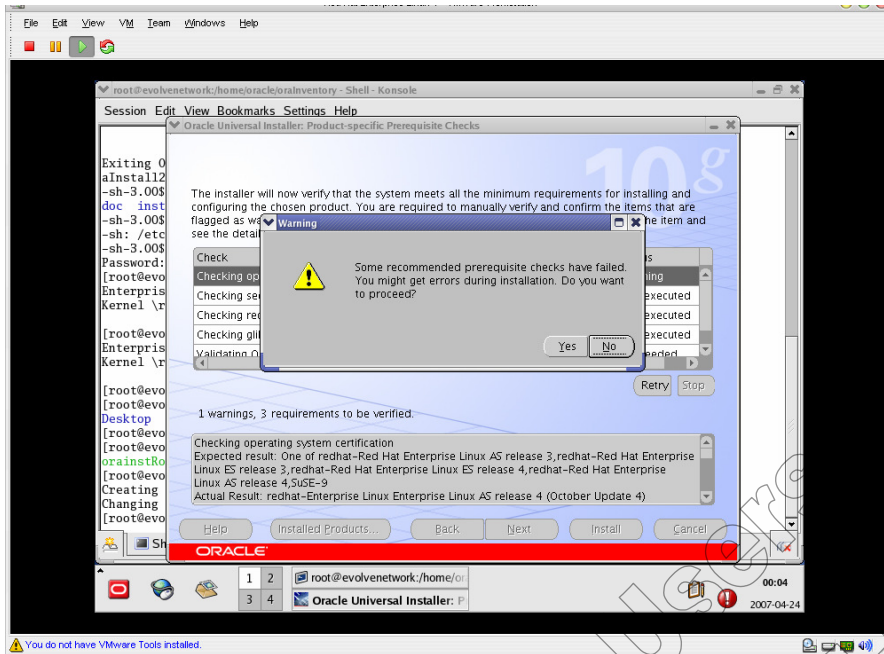 File Edit View VM Team Windows Help
root@evolvenetwork:/home/oracle/oraInventory - Shell - Konsole
Session Edit View Bookmarks Settings Help
Oracle Universal Installer: Product-specific Prerequisite Checks
10g
Exiting O
aInstall2
-sh-3.00$
doc inst
-sh-3.00$
-sh: /etc
-sh-3.00$
Password:
[root@evo
Enterpris
Kernel \r
[root@evo
Enterpris
Kernel \r
[root@evo
[root@evo
Desktop
[root@evo
[root@evo
orainstRo
[root@evo
Creating
Changing
[root@evo
The installer will now verify that the system meets all the minimum requirements for installing and
configuring the chosen product. You are required to manually verify and confirm the items that are
flagged as wa he item and
see the detail
Warning
Some recommended prerequisite checks have failed.
You might get errors during installation. Do you want
to proceed?
Yes No
Check
Checking op ning
Checking se executed
Checking rec executed
Checking gli executed
Validating O eeded
Retry Stop
1 warnings, 3 requirements to be verified.
Checking operating system certification
Expected result: One of redhat-Red Hat Enterprise Linux AS release 3,redhat-Red Hat Enterprise
Linux ES release 3,redhat-Red Hat Enterprise Linux ES release 4,redhat-Red Hat Enterprise
Linux AS release 4,SuSE-9
Actual Result: redhat-Enterprise Linux Enterprise Linux AS release 4 (October Update 4)
Help Installed Products... Back Next Install Cancel
ORACLE
Sh
1 2
3 4
root@evolvenetwork:/home/or
Oracle Universal Installer: P
00:04
2007-04-24
You do not have VMware Tools installed.
Users